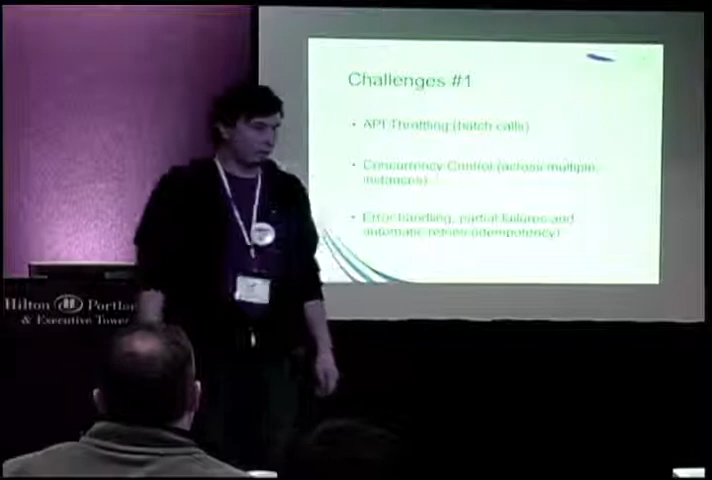 Challenges #1
• API Throttling (batch calls)
• Concurrency Control (across multiple
instances)
• Error handling, partial failures and
automatic retries (idempotency)
Hilton Portlan
& Executive Tower